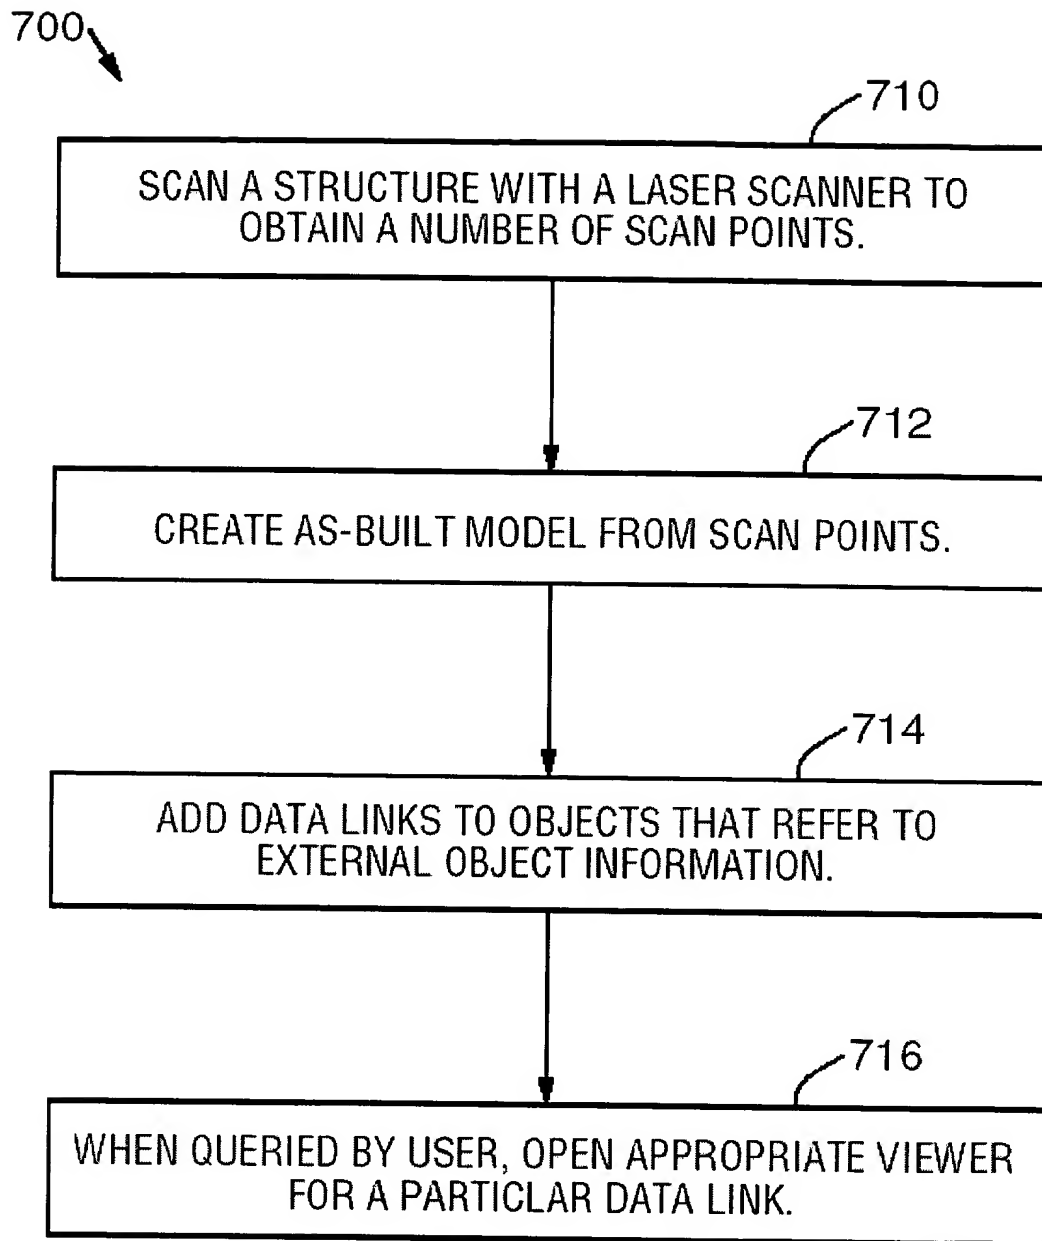 700
710
SCAN A STRUCTURE WITH A LASER SCANNER TO
OBTAIN A NUMBER OF SCAN POINTS.
712
CREATE AS-BUILT MODEL FROM SCAN POINTS.
714
ADD DATA LINKS TO OBJECTS THAT REFER TO
EXTERNAL OBJECT INFORMATION.
716
WHEN QUERIED BY USER, OPEN APPROPRIATE VIEWER
FOR A PARTICLAR DATA LINK.